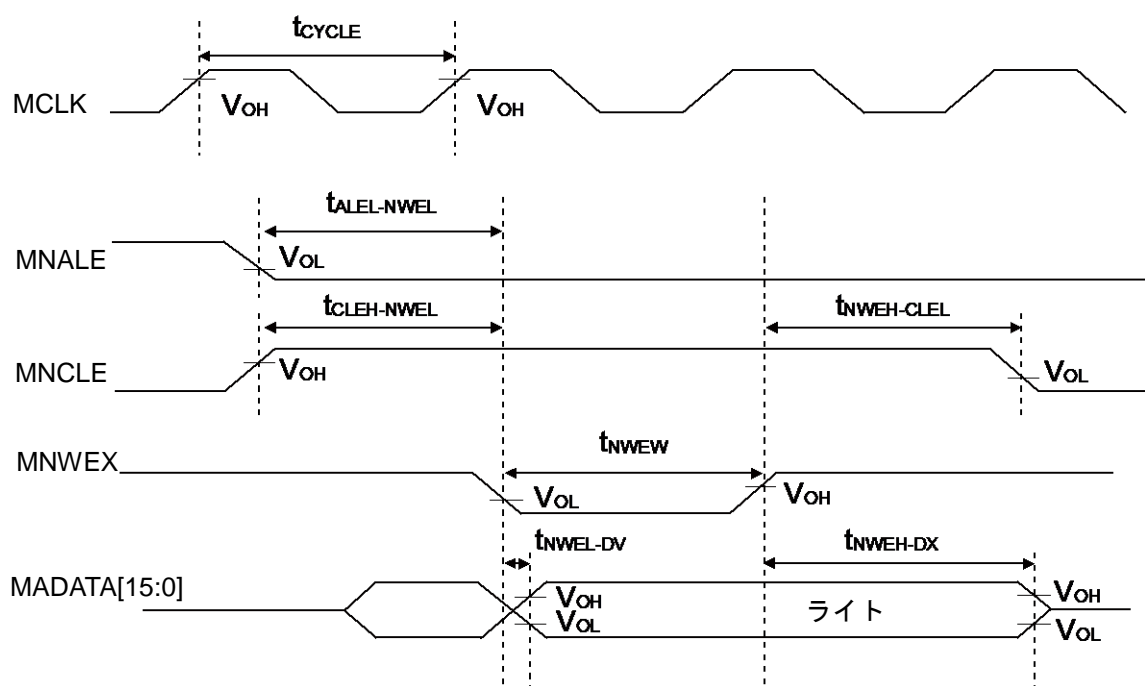 tCYCLE
MCLK
VOH
VOH
tALEL-NWEL
MNALE
VOL
tCLEH-NWEL
tNWEH-CLEL
MNCLE
VOH
VOL
tNWEW
MNWEX
VOL
VOH
tNWEL-DV
tNWEH-DX
MADATA[15:0]
VOH
VOL
ライト
VOH
VOL